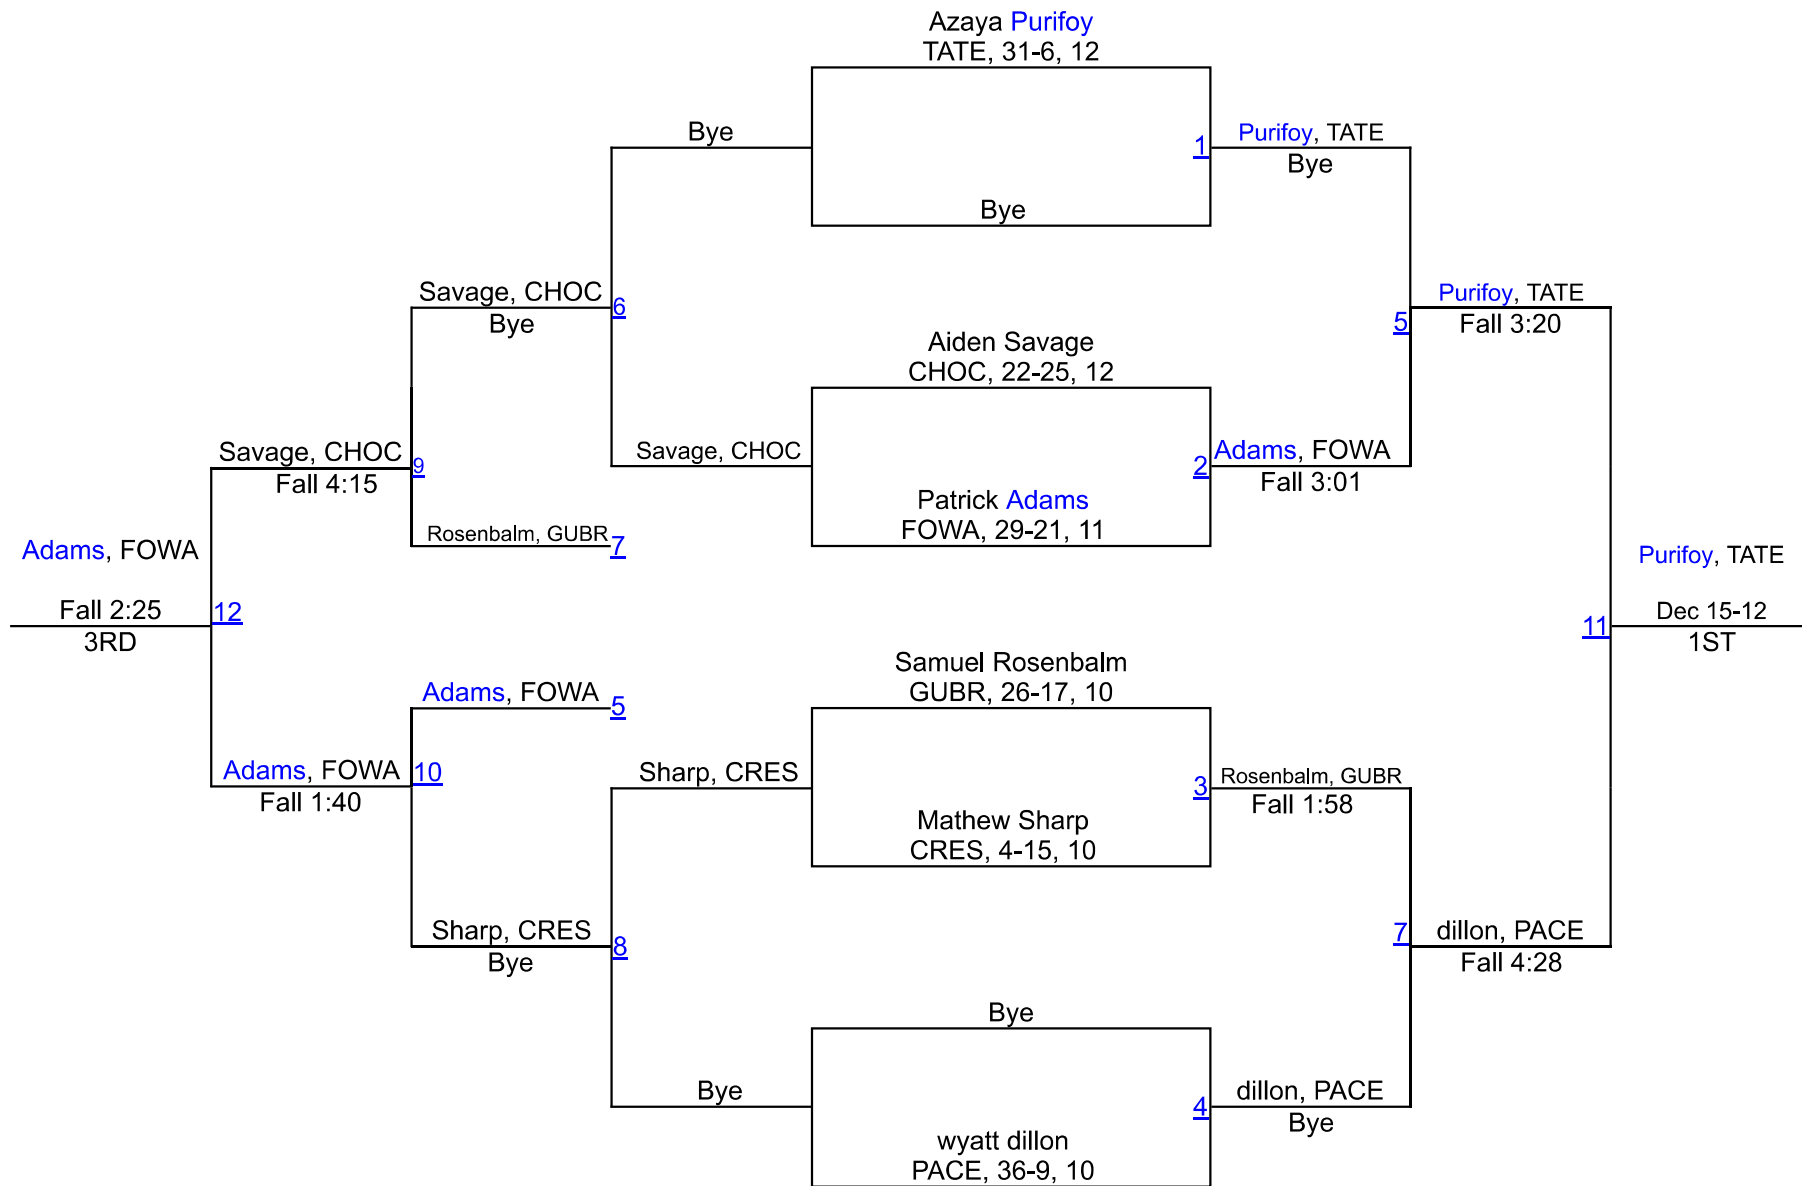 Azaya Purifoy
TATE, 31-6, 12
Bye
1
Purifoy, TATE
Bye
Bye
Savage, CHOC
Bye
6
Purifoy, TATE
Fall 3:20
5
Aiden Savage
CHOC, 22-25, 12
Savage, CHOC
Fall 4:15
9
Savage, CHOC
2
Adams, FOWA
Fall 3:01
Patrick Adams
FOWA, 29-21, 11
Rosenbalm, GUBR
7
Adams, FOWA
Fall 2:25
3RD
12
Purifoy, TATE
Dec 15-12
1ST
11
Samuel Rosenbalm
GUBR, 26-17, 10
Adams, FOWA
5
Adams, FOWA
Fall 1:40
10
Sharp, CRES
3
Rosenbalm, GUBR
Fall 1:58
Mathew Sharp
CRES, 4-15, 10
Sharp, CRES
Bye
8
7
dillon, PACE
Fall 4:28
Bye
Bye
4
dillon, PACE
Bye
wyatt dillon
PACE, 36-9, 10